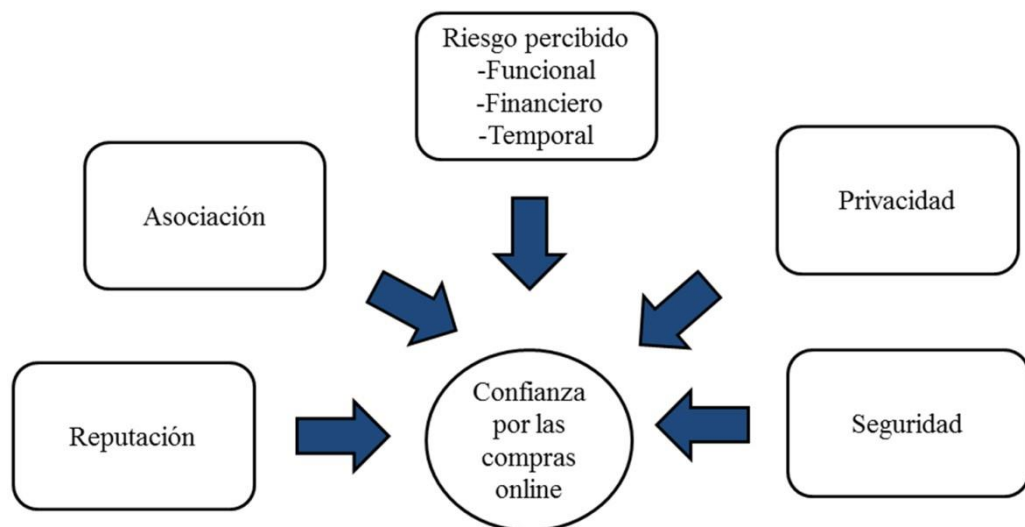 Riesgo percibido
-Funcional
-Financiero
-Temporal
Asociación
Privacidad
Reputación
Confianza
por las
compras
online
Seguridad